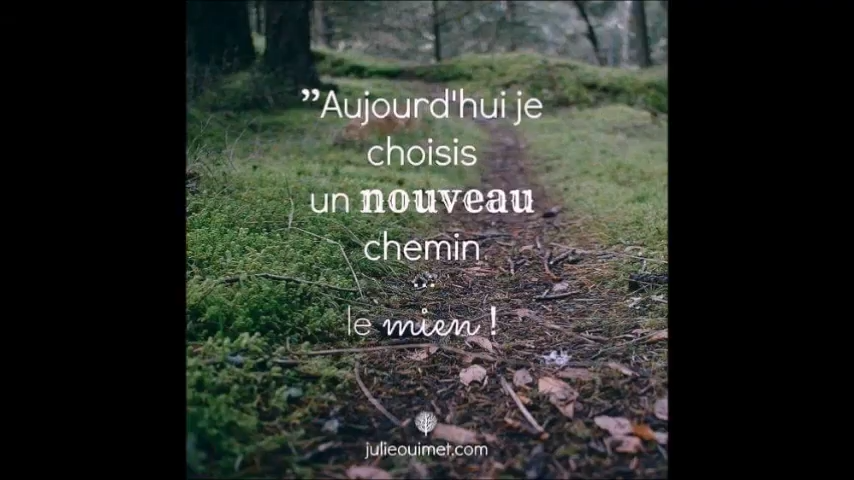 ”Aujourd'hui je
choisis
un nouveau
chemin
...
le mien !
julieouimet.com